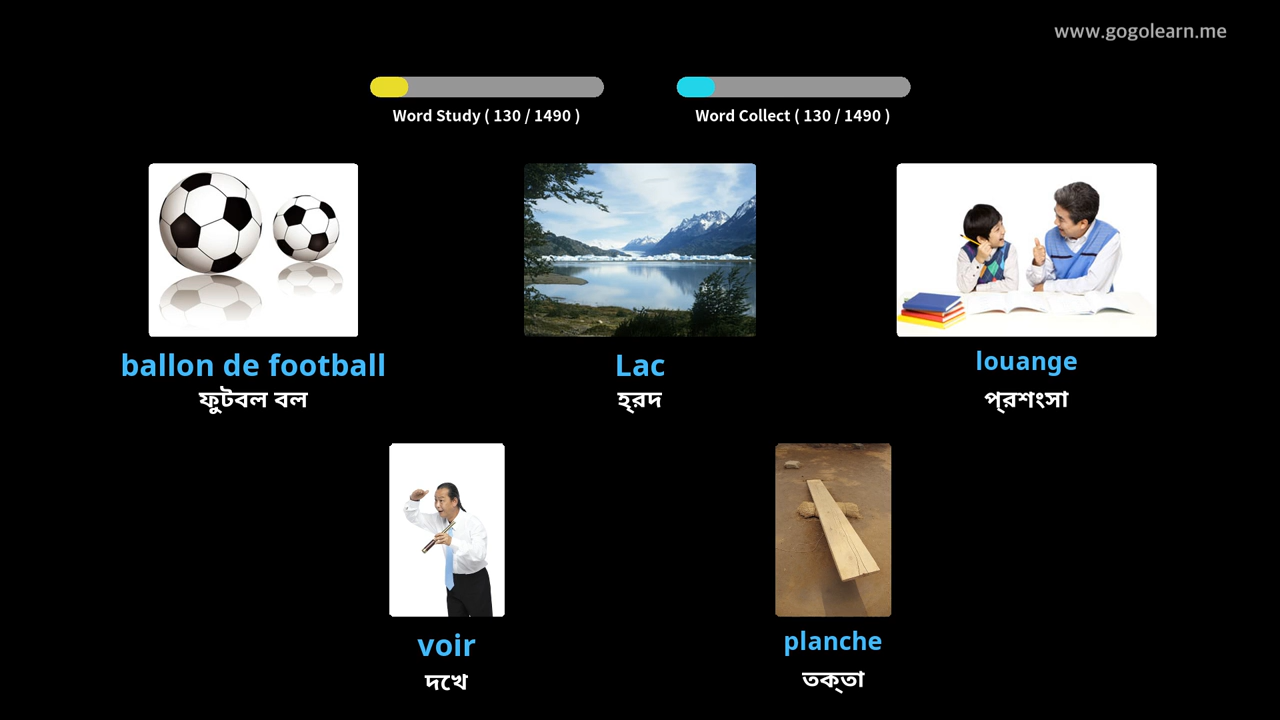 www.gogolearn.me
Word Study ( 130 / 1490 )
Word Collect ( 130 / 1490 )
ballon de football
ফুটবল বল
Lac
হ্রদ
louange
প্রশংসা
voir
দেখে
planche
তক্তা